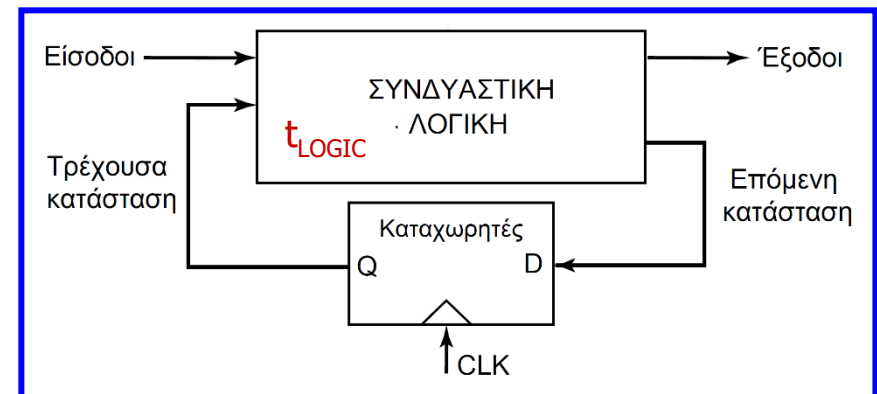 Είσοδοι
Έξοδοι
ΣΥΝΔΥΑΣΤΙΚΗ
ΛΟΓΙΚΗ
tLOGIC
Τρέχουσα
κατάσταση
Επόμενη
κατάσταση
Καταχωρητές
Q
D
CLK